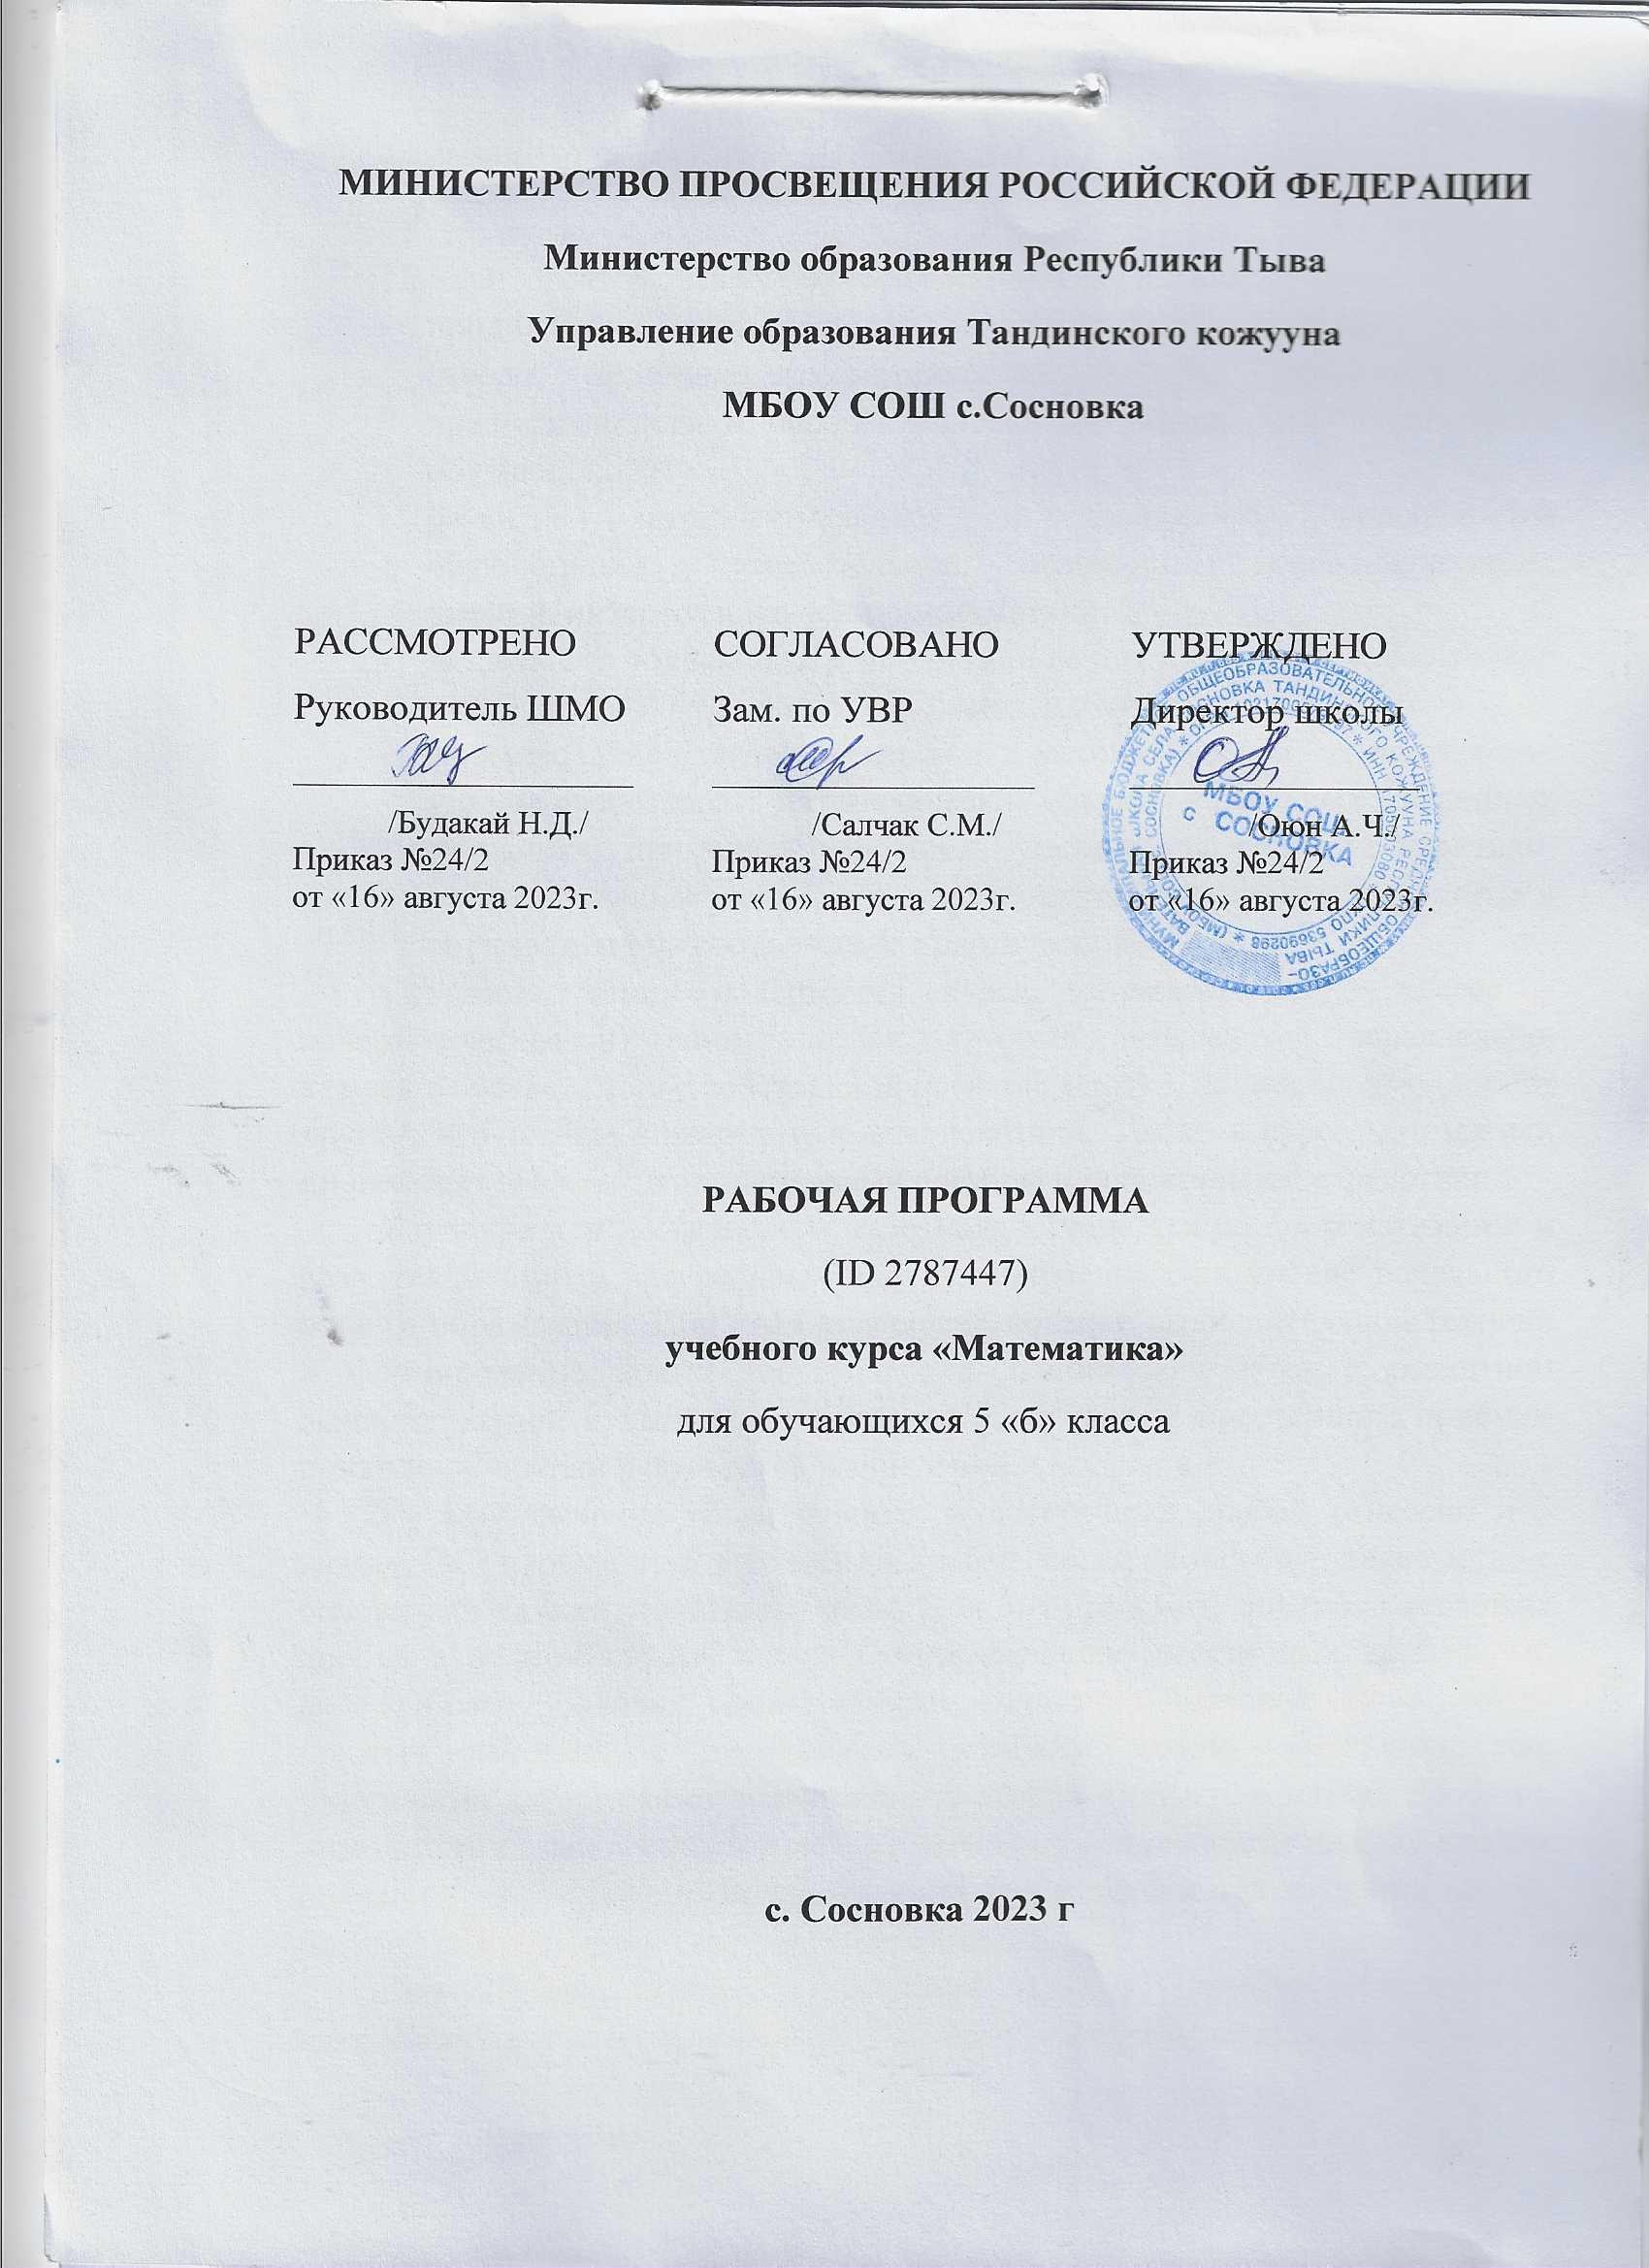 МИНИСТЕРСТВО ПРОСВЕЩЕНИЯ РОССИЙСКОЙ ФЕДЕРАЦИИ
Министерство образования Республики Тыва
Управление образования Тандинского кожууна
МБОУ СОШ с.Сосновка
РАССМОТРЕНО
Руководитель ШМО
/Будакай Н.Д./
Приказ №24/2
от «16» августа 2023г.
СОГЛАСОВАНО
Зам. по УВР
/Салчак С.М./
Приказ №24/2
от «16» августа 2023г.
УТВЕРЖДЕНО
Директор школы
/Оюн А.Ч./
Приказ №24/2
от «16» августа 2023г.
МБОУ СОШ
с СОСНОВКА
РАБОЧАЯ ПРОГРАММА
(ID 2787447)
учебного курса «Математика»
для обучающихся 5 «б» класса
с. Сосновка 2023 г